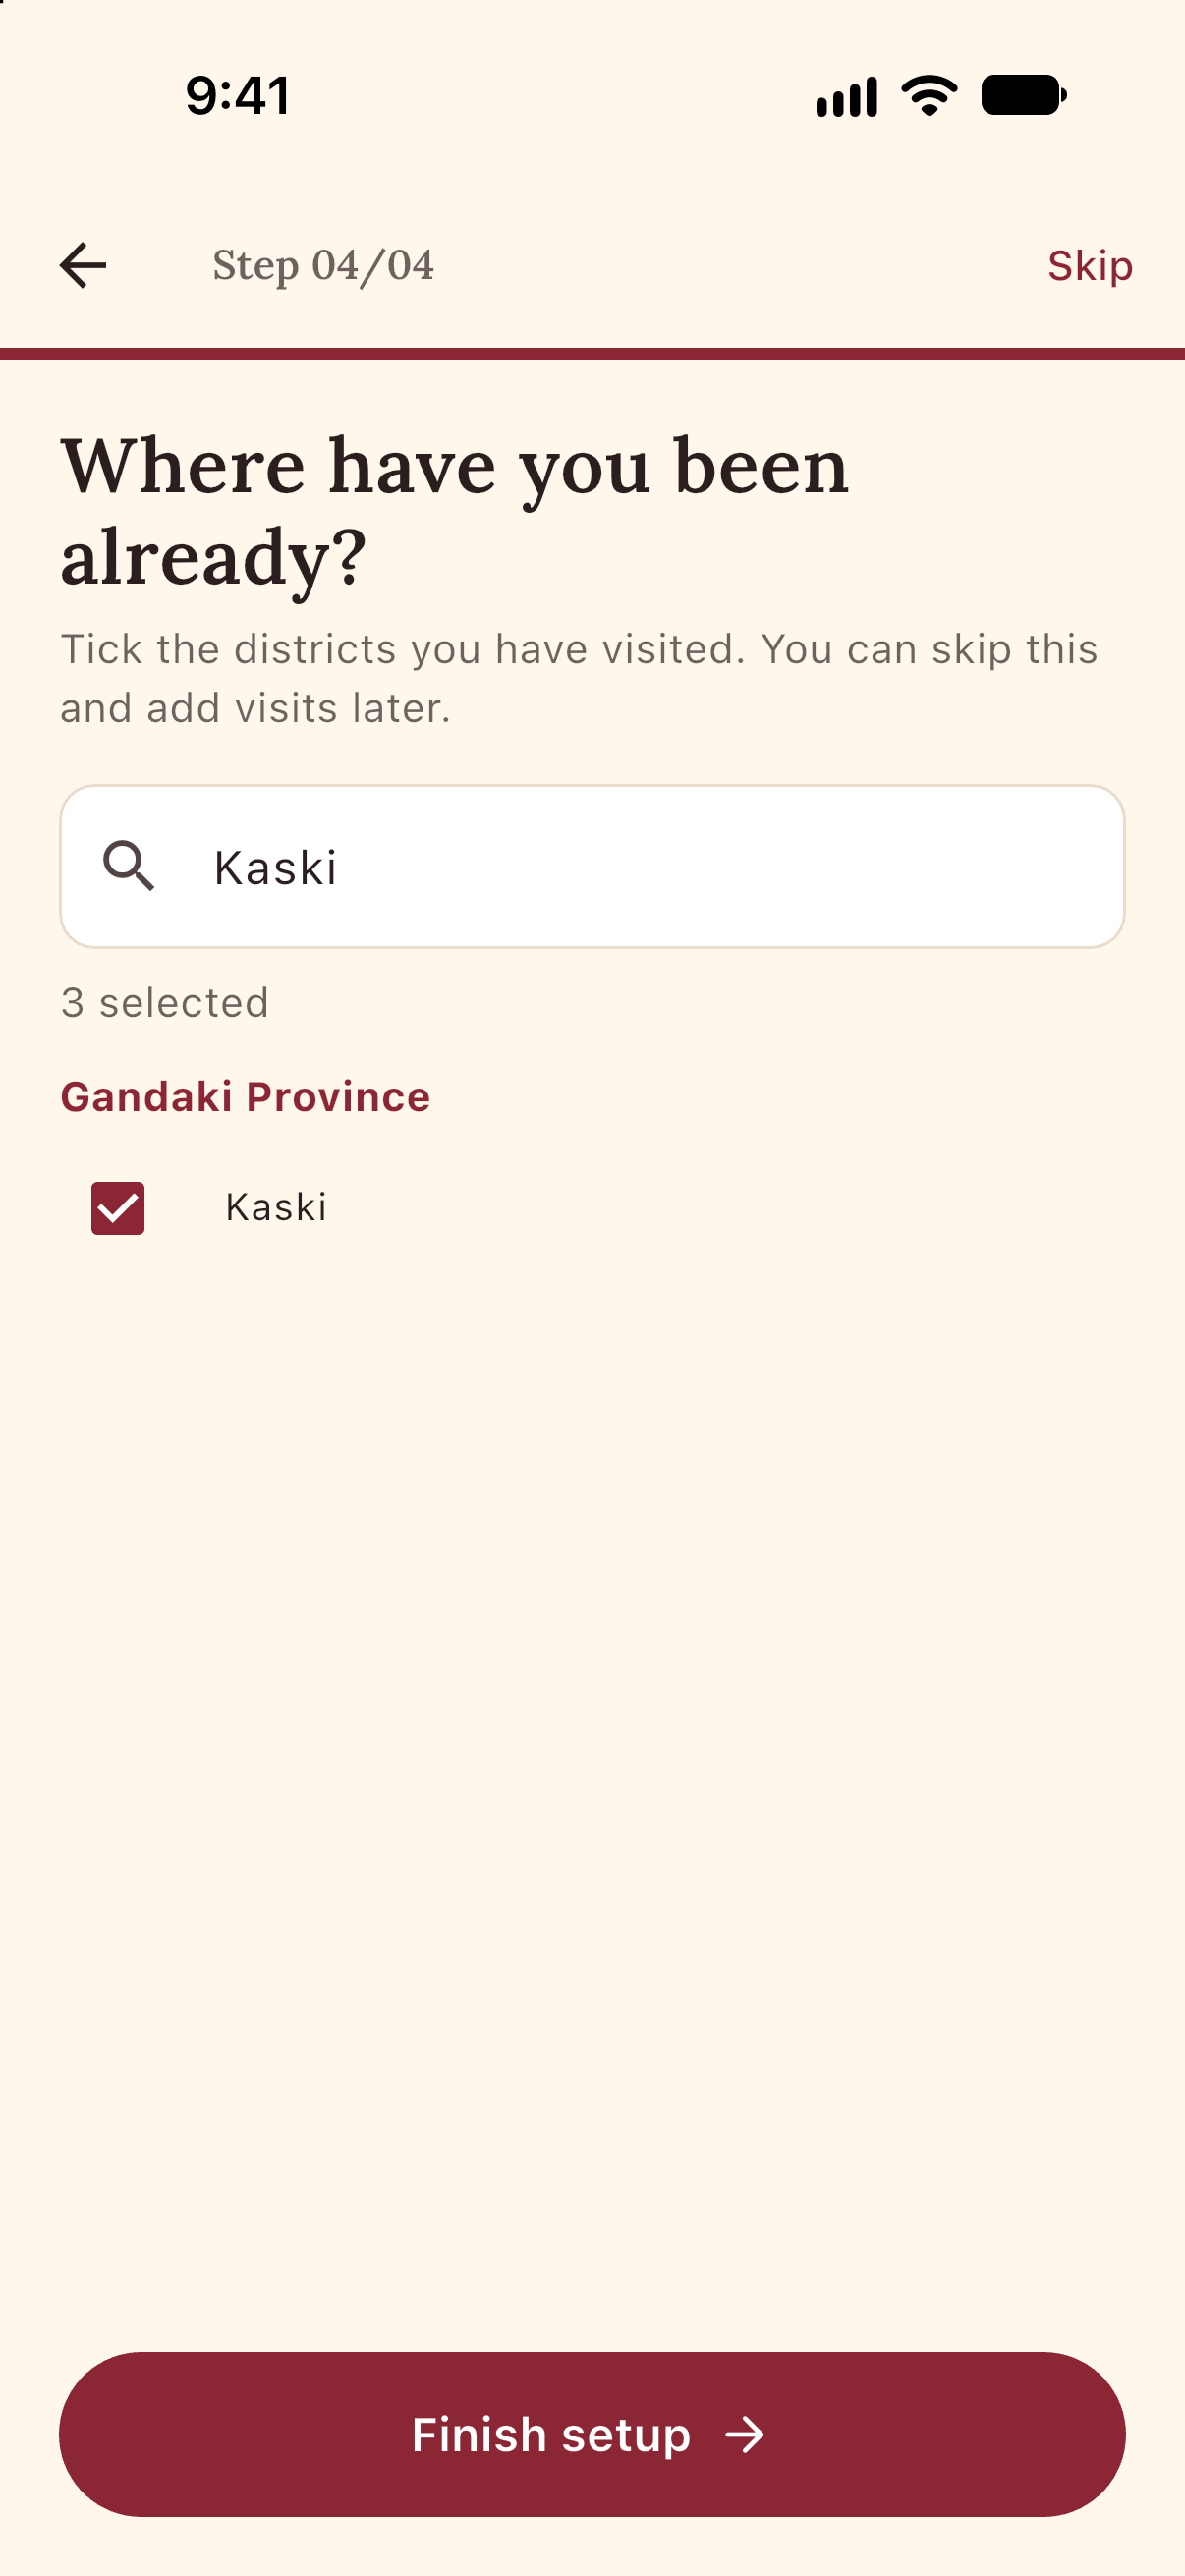 9:41
Step 04/04
Skip
Where have you been
already?
Tick the districts you have visited. You can skip this
and add visits later.
Kaski
3 selected
Gandaki Province
Kaski
Finish setup